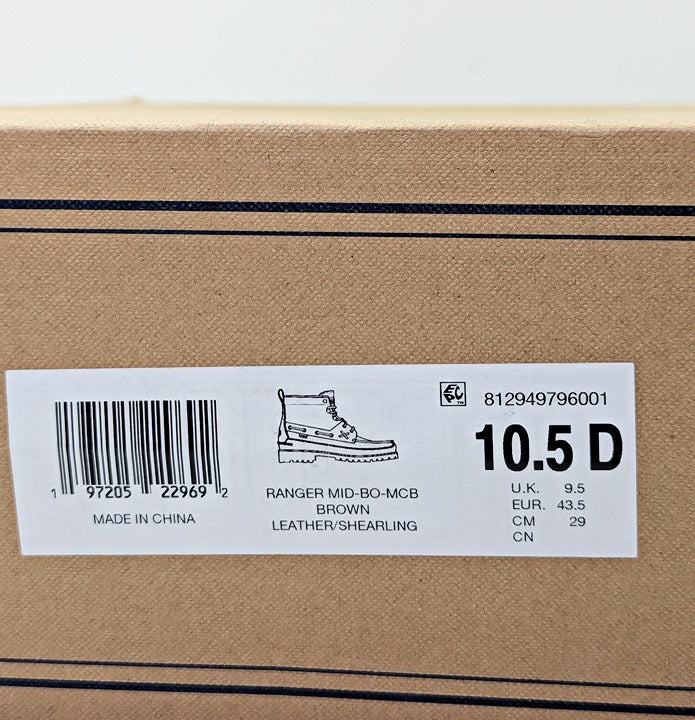 1 97205 22969 2
MADE IN CHINA
RANGER MID-BO-MCB
BROWN
LEATHER/SHEARLING
812949796001
10.5 D
U.K. 9.5
EUR. 43.5
CM 29
CN